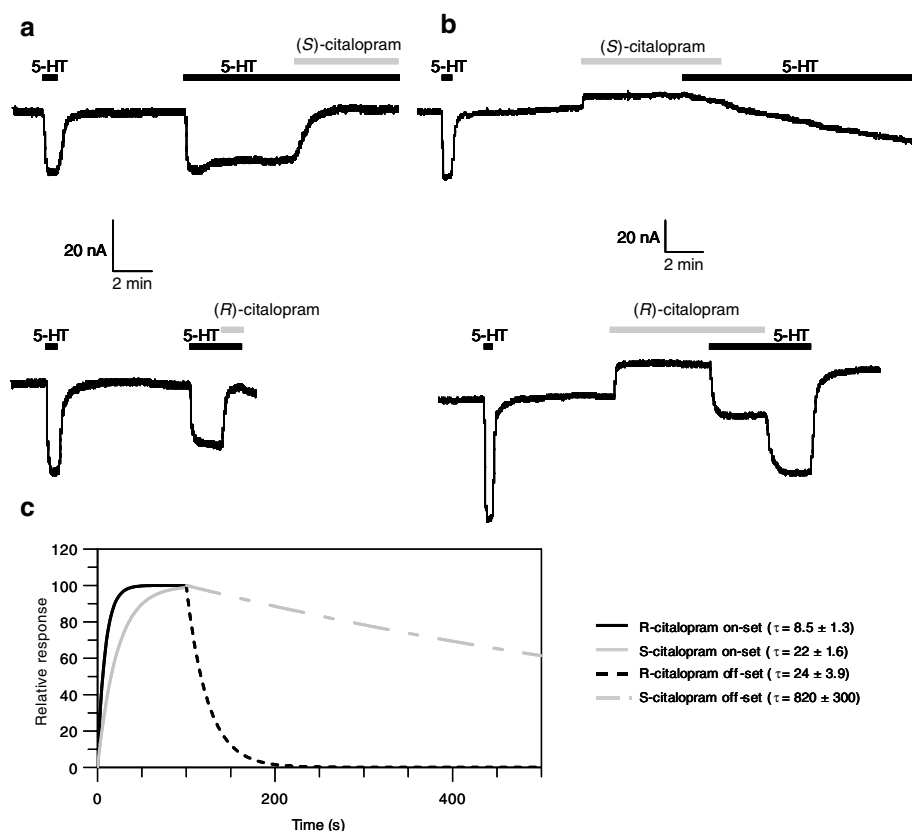 a
(S)-citalopram
5-HT
5-HT
20 nA
2 min
(R)-citalopram
5-HT
5-HT
b
(S)-citalopram
5-HT
5-HT
20 nA
2 min
(R)-citalopram
5-HT
5-HT
c
Relative response
120
100
80
60
40
20
0
0
200
400
Time (s)
R-citalopram on-set ( τ = 8.5 ± 1.3)
S-citalopram on-set ( τ = 22 ± 1.6)
R-citalopram off-set ( τ = 24 ± 3.9)
S-citalopram off-set ( τ = 820 ± 300)